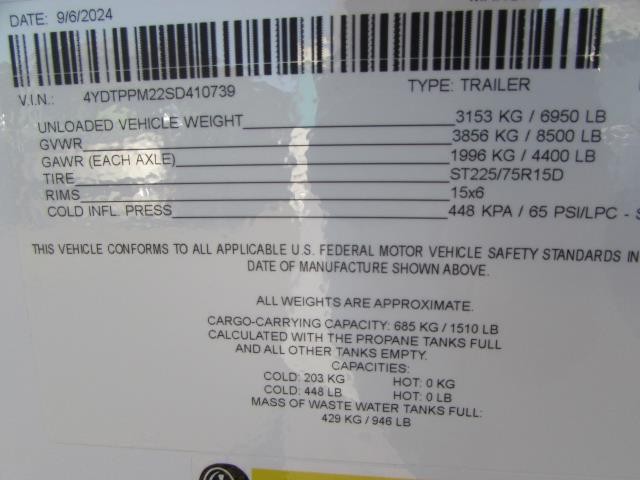 DATE: 9/6/2024
V.I.N.: 4YDTPPM22SD410739 TYPE: TRAILER
UNLOADED VEHICLE WEIGHT 3153 KG / 6950 LB
GVWR 3856 KG / 8500 LB
GAWR (EACH AXLE) 1996 KG / 4400 LB
TIRE ST225/75R15D
RIMS 15x6
COLD INFL. PRESS 448 KPA / 65 PSI/LPC - S
THIS VEHICLE CONFORMS TO ALL APPLICABLE U.S. FEDERAL MOTOR VEHICLE SAFETY STANDARDS IN
DATE OF MANUFACTURE SHOWN ABOVE.
ALL WEIGHTS ARE APPROXIMATE.
CARGO-CARRYING CAPACITY: 685 KG / 1510 LB
CALCULATED WITH THE PROPANE TANKS FULL
AND ALL OTHER TANKS EMPTY.
CAPACITIES:
COLD: 203 KG HOT: 0 KG
COLD: 448 LB HOT: 0 LB
MASS OF WASTE WATER TANKS FULL:
429 KG / 946 LB